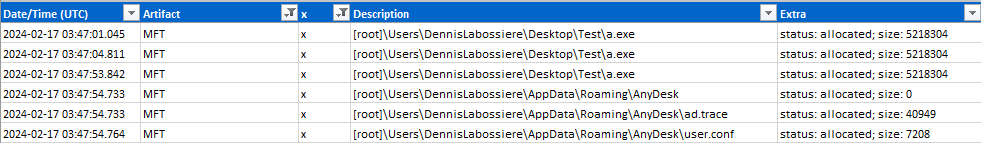 Date/Time (UTC) Artifact x Description Extra
2024-02-17 03:47:01.045 MFT x [root]\Users\DennisLabossiere\Desktop\Test\a.exe status: allocated; size: 5218304
2024-02-17 03:47:04.811 MFT x [root]\Users\DennisLabossiere\Desktop\Test\a.exe status: allocated; size: 5218304
2024-02-17 03:47:53.842 MFT x [root]\Users\DennisLabossiere\Desktop\Test\a.exe status: allocated; size: 5218304
2024-02-17 03:47:54.733 MFT x [root]\Users\DennisLabossiere\AppData\Roaming\AnyDesk status: allocated; size: 0
2024-02-17 03:47:54.733 MFT x [root]\Users\DennisLabossiere\AppData\Roaming\AnyDesk\ad.trace status: allocated; size: 40949
2024-02-17 03:47:54.764 MFT x [root]\Users\DennisLabossiere\AppData\Roaming\AnyDesk\user.conf status: allocated; size: 7208